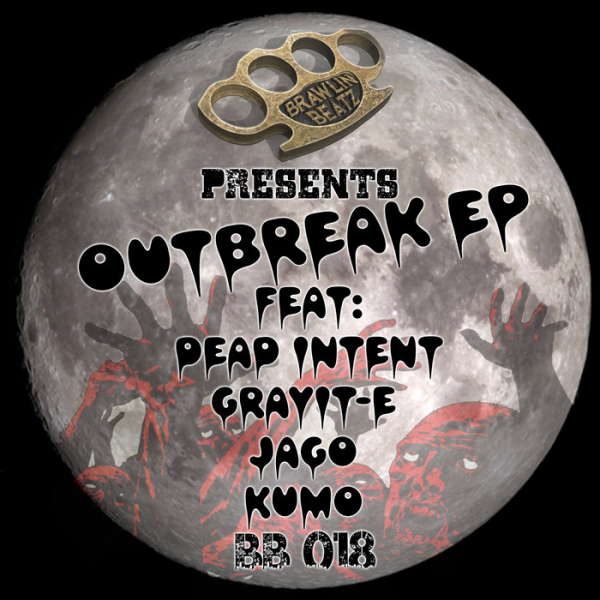 BRAWLIN
BEATZ
PRESENTS
OUTBREAK EP
FEAT:
DEAD INTENT
GRAVIT-E
JAGO
KUMO
BB 018